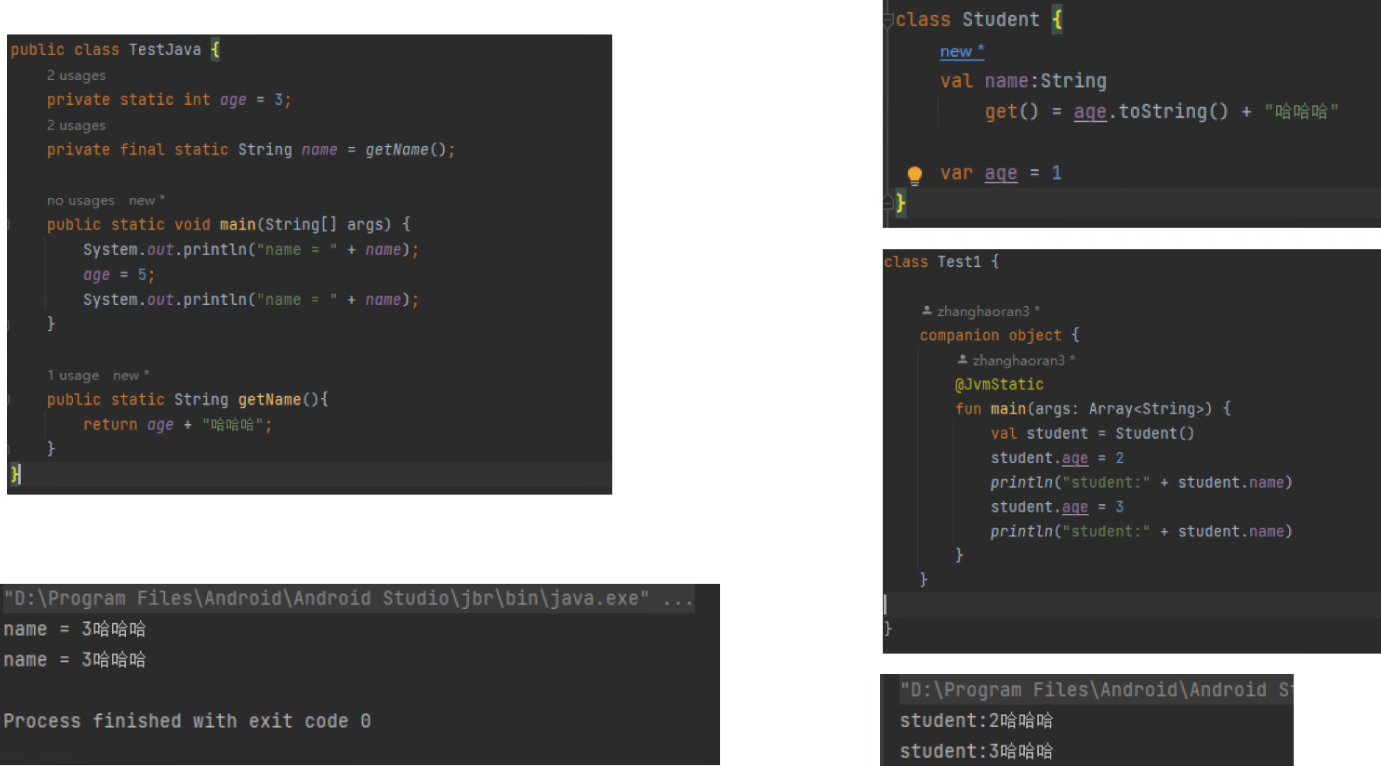 public class TestJava {
2 usages
private static int age = 3;
2 usages
private final static String name = getName();
no usages new *
public static void main(String[] args) {
System.out.println("name = " + name);
age = 5;
System.out.println("name = " + name);
}
1 usage new *
public static String getName(){
return age + "哈哈哈";
}
}
"D:\Program Files\Android\Android Studio\jbr\bin\java.exe" ...
name = 3哈哈哈
name = 3哈哈哈
Process finished with exit code 0
class Student {
new *
val name:String
get() = age.toString() + "哈哈哈"
var age = 1
}
class Test1 {
zhanghaoran3 *
companion object {
zhanghaoran3 *
@JvmStatic
fun main(args: Array<String>) {
val student = Student()
student.age = 2
println("student:" + student.name)
student.age = 3
println("student:" + student.name)
}
}
}
"D:\Program Files\Android\Android
student:2哈哈哈
student:3哈哈哈